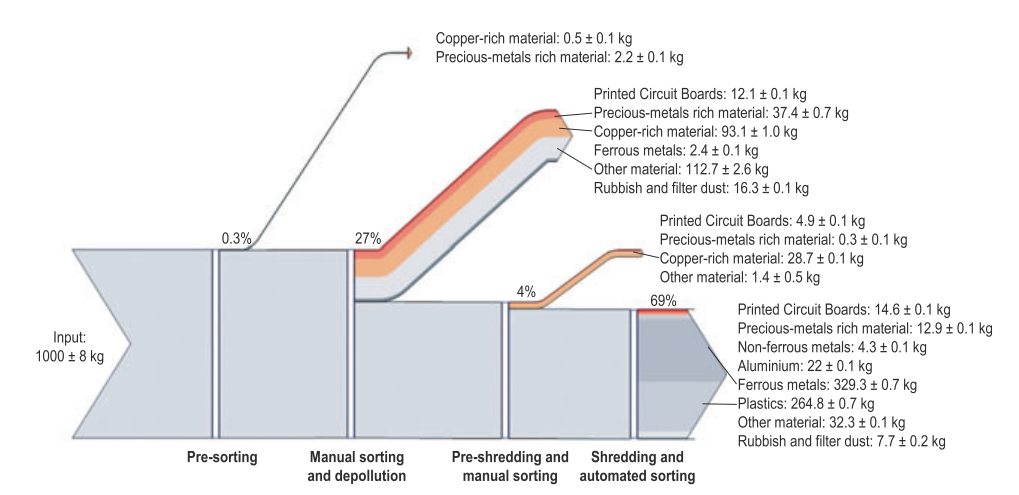 Copper-rich material: 0.5 ± 0.1 kg
Precious-metals rich material: 2.2 ± 0.1 kg
Printed Circuit Boards: 12.1 ± 0.1 kg
Precious-metals rich material: 37.4 ± 0.7 kg
Copper-rich material: 93.1 ± 1.0 kg
Ferrous metals: 2.4 ± 0.1 kg
Other material: 112.7 ± 2.6 kg
Rubbish and filter dust: 16.3 ± 0.1 kg
Printed Circuit Boards: 4.9 ± 0.1 kg
Precious-metals rich material: 0.3 ± 0.1 kg
Copper-rich material: 28.7 ± 0.1 kg
Other material: 1.4 ± 0.5 kg
0.3%
27%
4%
69%
Printed Circuit Boards: 14.6 ± 0.1 kg
Precious-metals rich material: 12.9 ± 0.1 kg
Non-ferrous metals: 4.3 ± 0.1 kg
Aluminium: 22 ± 0.1 kg
Ferrous metals: 329.3 ± 0.7 kg
Plastics: 264.8 ± 0.7 kg
Other material: 32.3 ± 0.1 kg
Rubbish and filter dust: 7.7 ± 0.2 kg
Input:
1000 ± 8 kg
Pre-sorting
Manual sorting
and depollution
Pre-shredding and
manual sorting
Shredding and
automated sorting